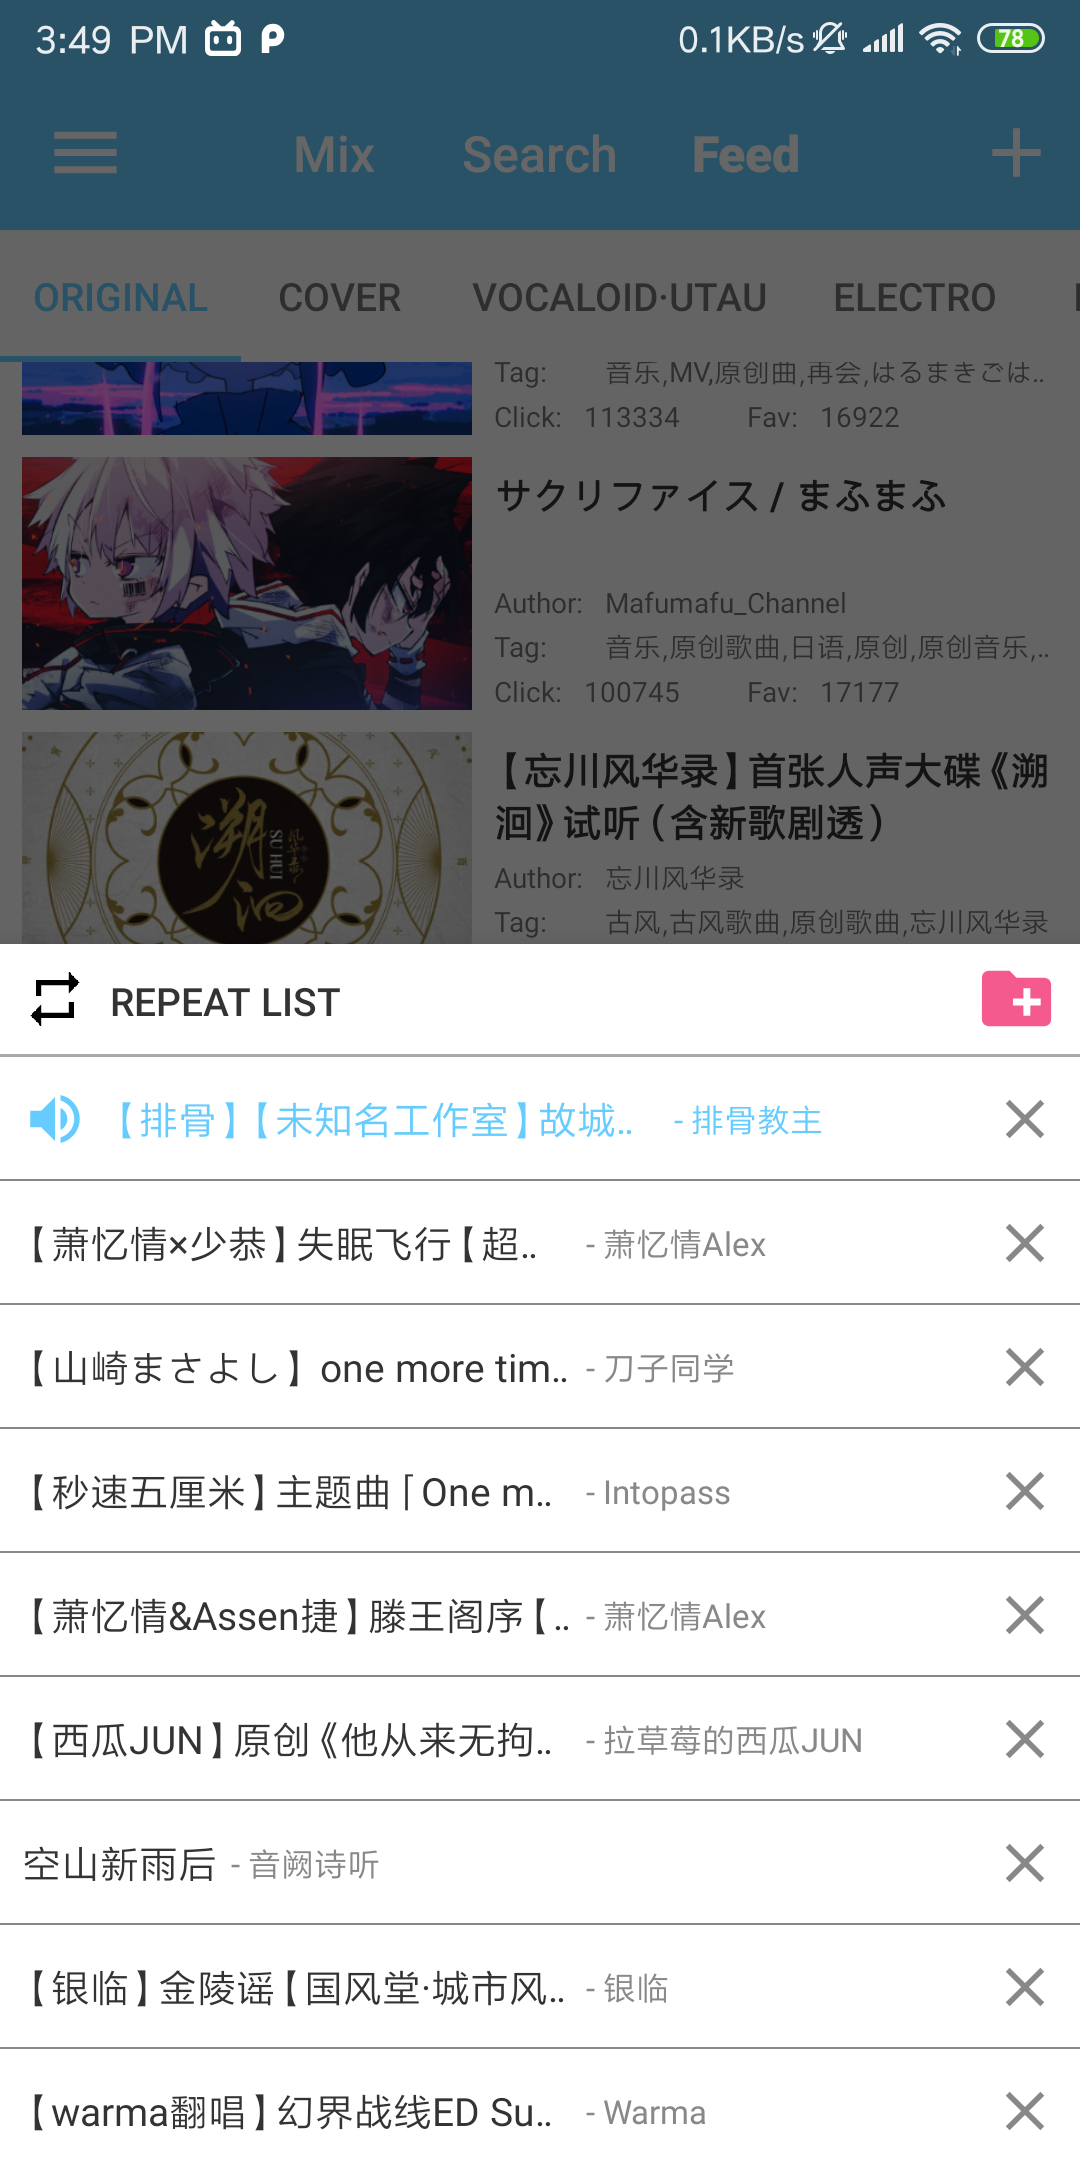 3:49 PM
0.1KB/s
78
Mix Search Feed
ORIGINAL COVER VOCALOID·UTAU ELECTRO
Tag: 音乐,MV,原创曲,再会,はるまきごは..
Click: 113334 Fav: 16922
サクリファイス / まふまふ
Author: Mafumafu_Channel
Tag: 音乐,原创歌曲,日语,原创,原创音乐,..
Click: 100745 Fav: 17177
溯洄
SU HUI
风华录
【忘川风华录】首张人声大碟《溯
洄》试听（含新歌剧透）
Author: 忘川风华录
Tag: 古风,古风歌曲,原创歌曲,忘川风华录
REPEAT LIST
【排骨】【未知名工作室】故城.. - 排骨教主
【萧忆情×少恭】失眠飞行【超.. - 萧忆情Alex
【山崎まさよし】one more tim.. - 刀子同学
【秒速五厘米】主题曲「One m.. - Intopass
【萧忆情&Assen捷】滕王阁序【.. - 萧忆情Alex
【西瓜JUN】原创《他从来无拘.. - 拉草莓的西瓜JUN
空山新雨后 - 音阙诗听
【银临】金陵谣【国风堂·城市风.. - 银临
【warma翻唱】幻界战线ED Su.. - Warma